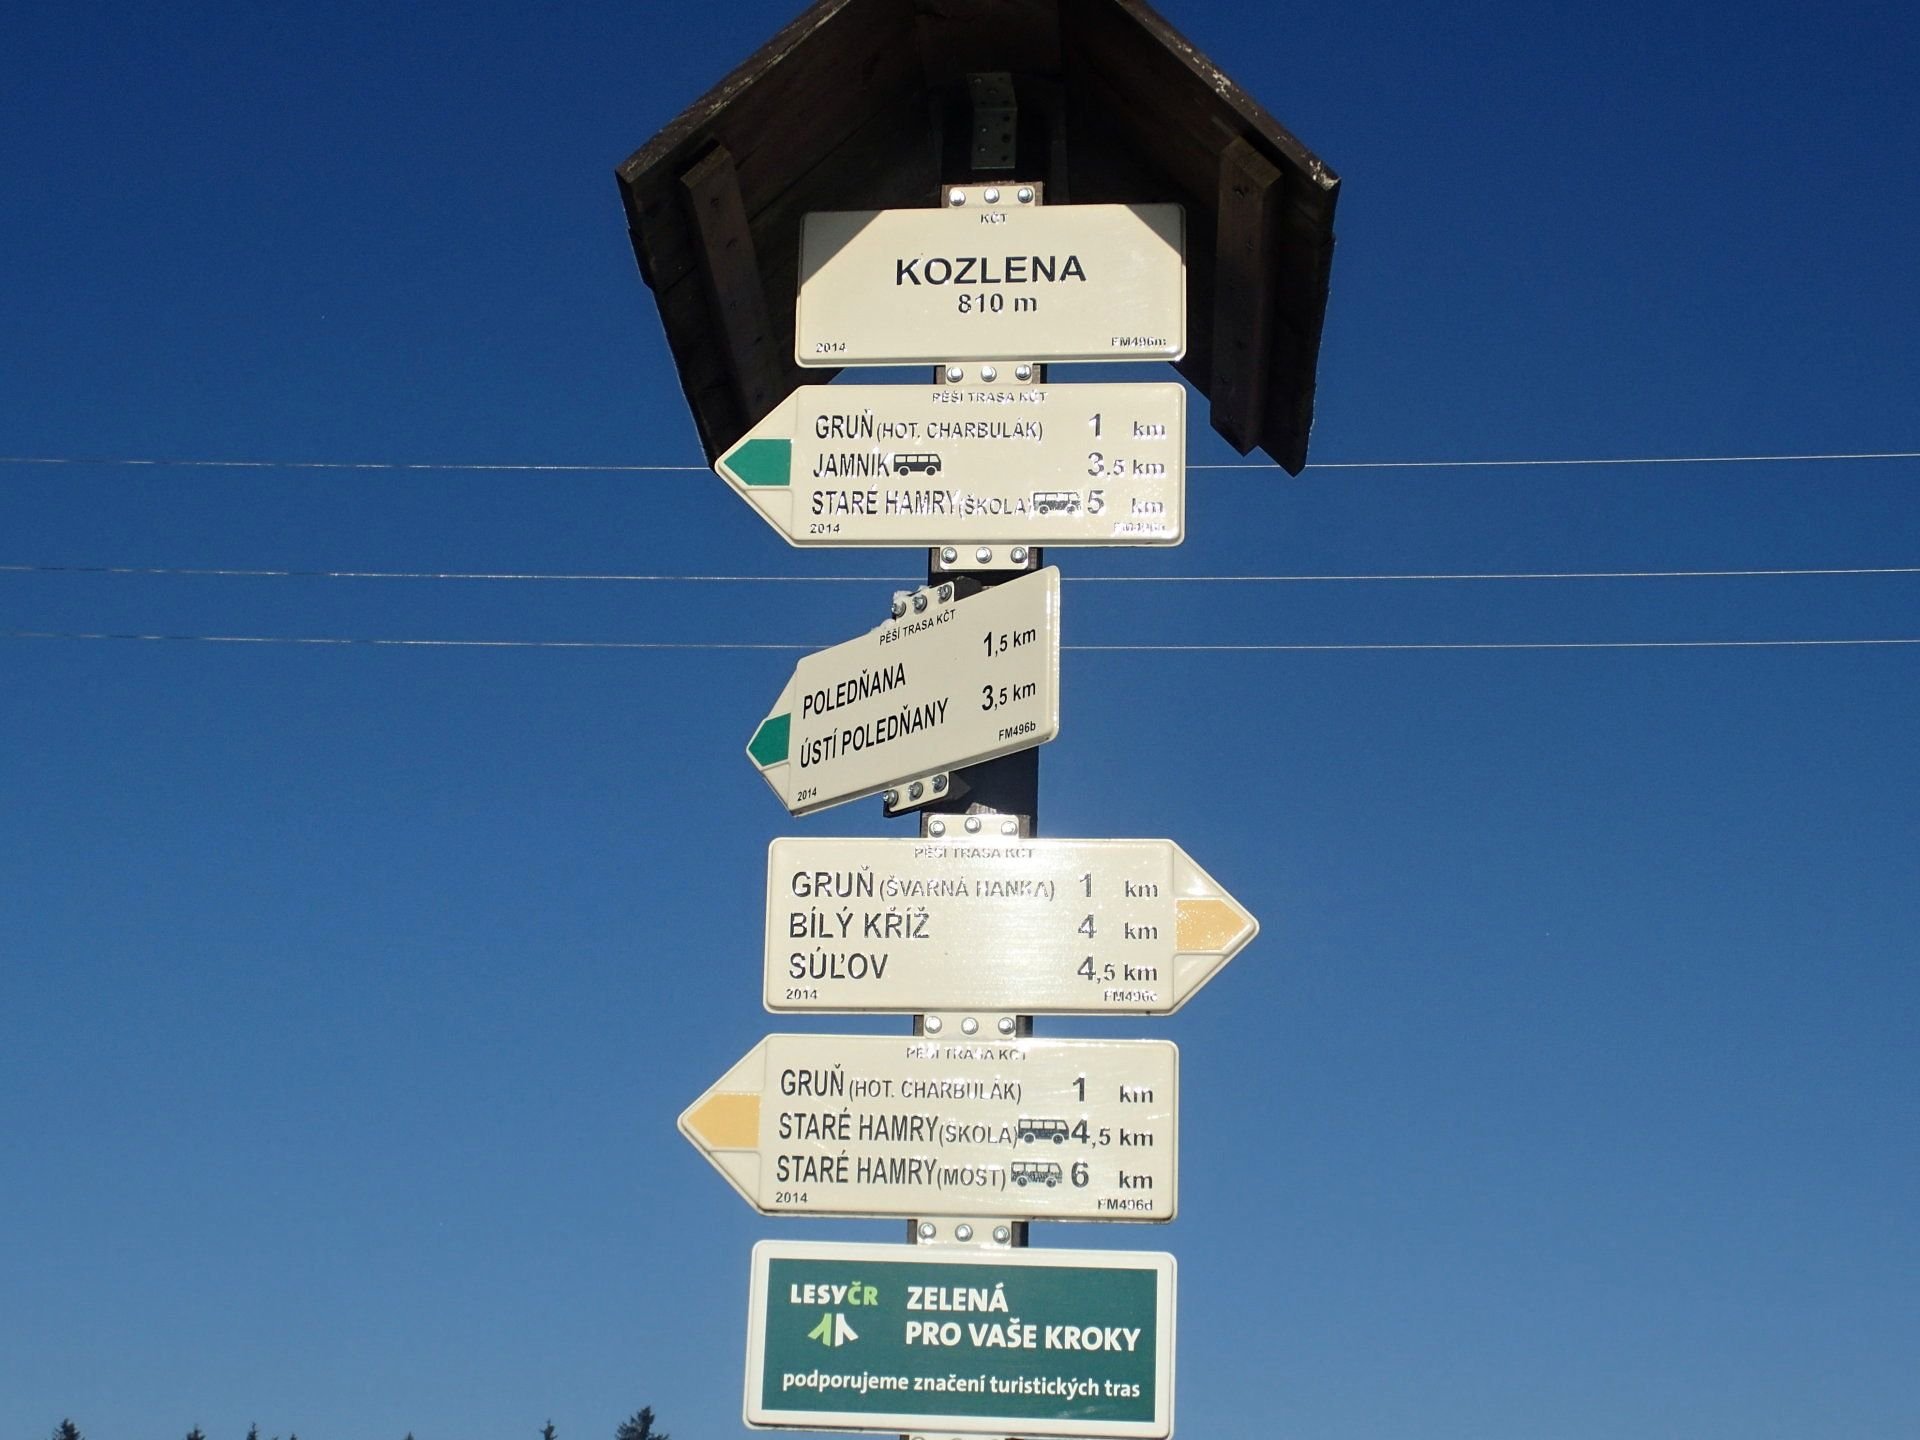 KČT
KOZLENA
810 m
2014 FM496m
PĚŠÍ TRASA KČT
GRUŇ (HOT. CHARBULÁK) 1 km
JAMNIK 3,5 km
STARÉ HAMRY (ŠKOLA) 5 km
2014 FM496a
PĚŠÍ TRASA KČT
POLEDŇANA 1,5 km
ÚSTÍ POLEDŇANY 3,5 km
2014 FM496b
PĚŠÍ TRASA KČT
GRUŇ (ŠVARNÁ HANKA) 1 km
BÍLÝ KŘÍŽ 4 km
SÚĽOV 4,5 km
2014 FM496c
PĚŠÍ TRASA KČT
GRUŇ (HOT. CHARBULÁK) 1 km
STARÉ HAMRY (ŠKOLA) 4,5 km
STARÉ HAMRY (MOST) 6 km
2014 FM496d
LESY ČR
ZELENÁ
PRO VAŠE KROKY
podporujeme značení turistických tras